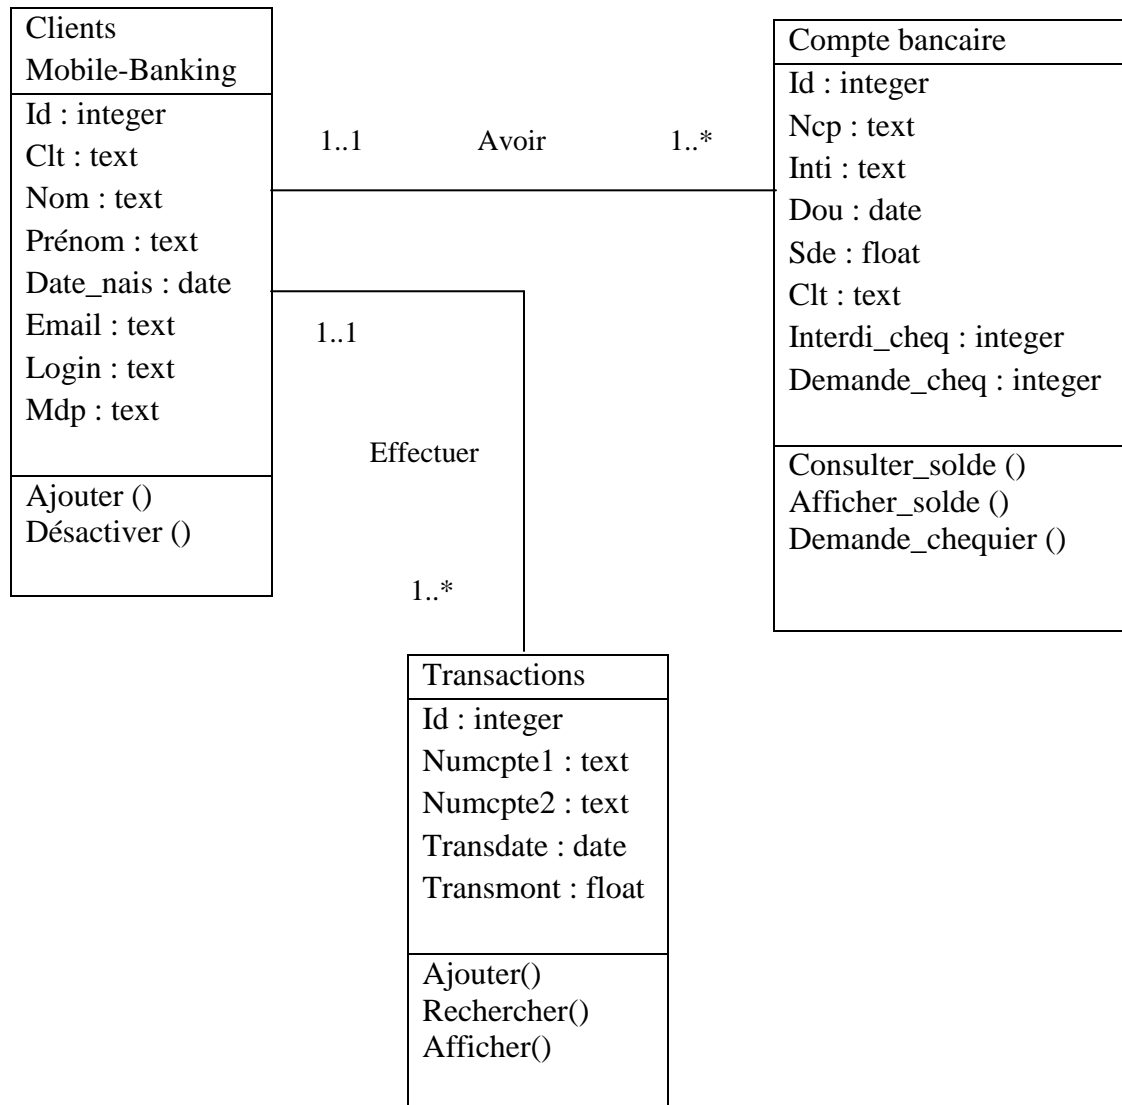 Clients
Mobile-Banking
Id : integer
Clt : text
Nom : text
Prénom : text
Date_nais : date
Email : text
Login : text
Mdp : text
Ajouter ()
Désactiver ()
1..1
Avoir
1..*
Compte bancaire
Id : integer
Ncp : text
Inti : text
Dou : date
Sde : float
Clt : text
Interdi_cheq : integer
Demande_cheq : integer
Consulter_solde ()
Afficher_solde ()
Demande_chequier ()
1..1
Effectuer
1..*
Transactions
Id : integer
Numcpte1 : text
Numcpte2 : text
Transdate : date
Transmont : float
Ajouter()
Rechercher()
Afficher()